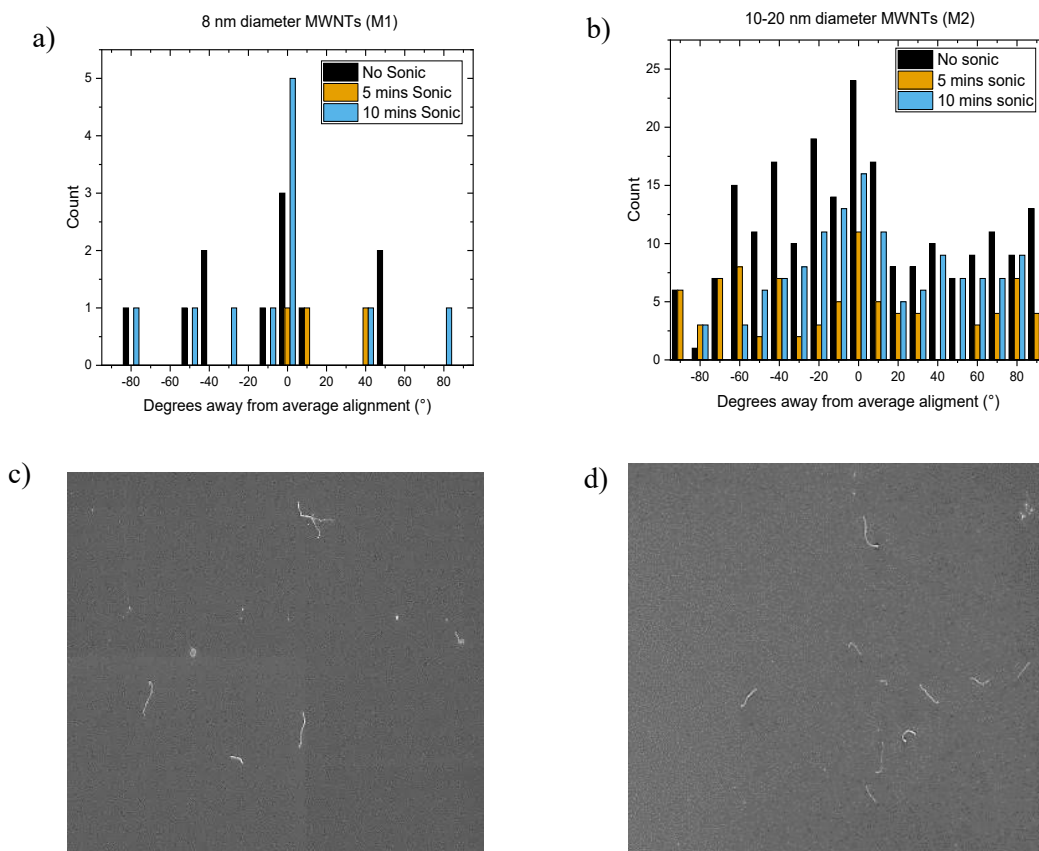 a)
8 nm diameter MWNTs (M1)
No Sonic
5 mins Sonic
10 mins Sonic
5
4
3
2
1
0
Count
-80 -60 -40 -20 0 20 40 60 80
Degrees away from average alignment (°)
b)
10-20 nm diameter MWNTs (M2)
No sonic
5 mins sonic
10 mins sonic
25
20
15
10
5
0
Count
-80 -60 -40 -20 0 20 40 60 80
Degrees away from average aligment (°)
c)
d)